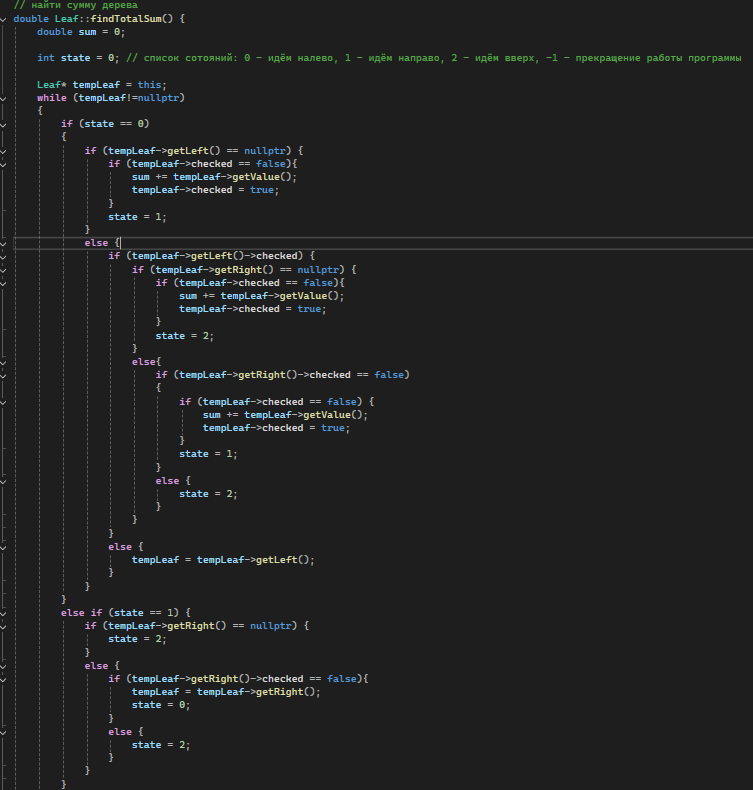 // найти сумму дерева
double Leaf::findTotalSum() {
    double sum = 0;
    int state = 0; // список сотояний: 0 - идём налево, 1 - идём направо, 2 - идём вверх, -1 - прекращение работы программы
    Leaf* tempLeaf = this;
    while (tempLeaf!=nullptr)
    {
        if (state == 0)
        {
            if (tempLeaf->getLeft() == nullptr) {
                if (tempLeaf->checked == false){
                    sum += tempLeaf->getValue();
                    tempLeaf->checked = true;
                }
                state = 1;
            }
            else {
                if (tempLeaf->getLeft()->checked) {
                    if (tempLeaf->getRight() == nullptr) {
                        if (tempLeaf->checked == false){
                            sum += tempLeaf->getValue();
                            tempLeaf->checked = true;
                        }
                        state = 2;
                    }
                    else{
                        if (tempLeaf->getRight()->checked == false)
                        {
                            if (tempLeaf->checked == false) {
                                sum += tempLeaf->getValue();
                                tempLeaf->checked = true;
                            }
                            state = 1;
                        }
                        else {
                            state = 2;
                        }
                    }
                }
                else {
                    tempLeaf = tempLeaf->getLeft();
                }
            }
        }
        else if (state == 1) {
            if (tempLeaf->getRight() == nullptr) {
                state = 2;
            }
            else {
                if (tempLeaf->getRight()->checked == false){
                    tempLeaf = tempLeaf->getRight();
                    state = 0;
                }
                else {
                    state = 2;
                }
            }
        }